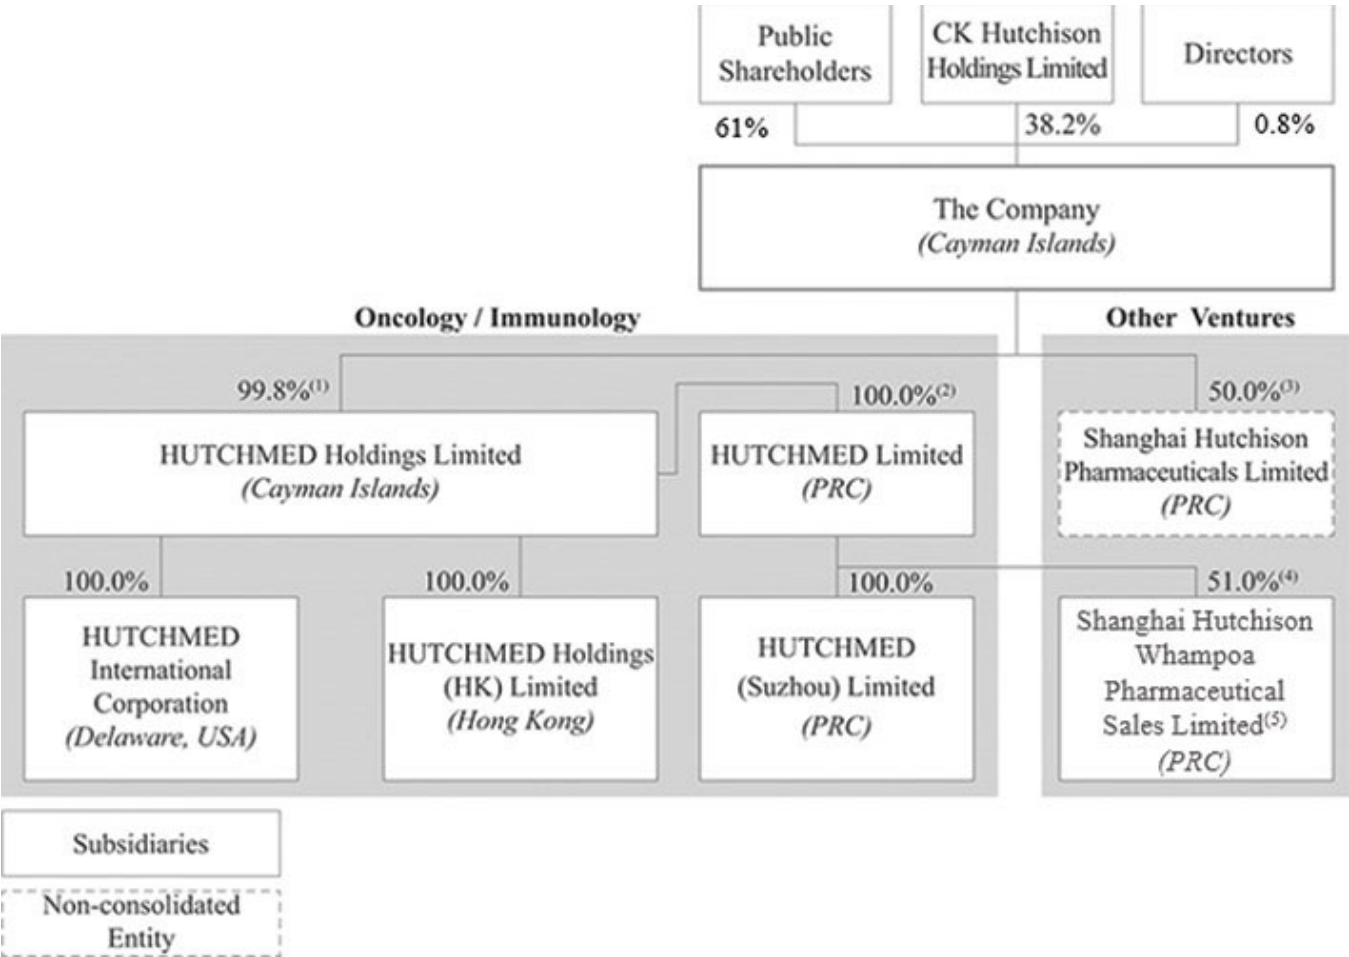 Public
Shareholders
CK Hutchison
Holdings Limited
Directors
61%
38.2%
0.8%
The Company
(Cayman Islands)
Oncology / Immunology
Other Ventures
99.8%(1)
100.0%(2)
50.0%(3)
HUTCHMED Holdings Limited
(Cayman Islands)
HUTCHMED Limited
(PRC)
Shanghai Hutchison
Pharmaceuticals Limited
(PRC)
100.0%
100.0%
100.0%
51.0%(4)
HUTCHMED
International
Corporation
(Delaware, USA)
HUTCHMED Holdings
(HK) Limited
(Hong Kong)
HUTCHMED
(Suzhou) Limited
(PRC)
Shanghai Hutchison
Whampoa
Pharmaceutical
Sales Limited(5)
(PRC)
Subsidiaries
Non-consolidated
Entity